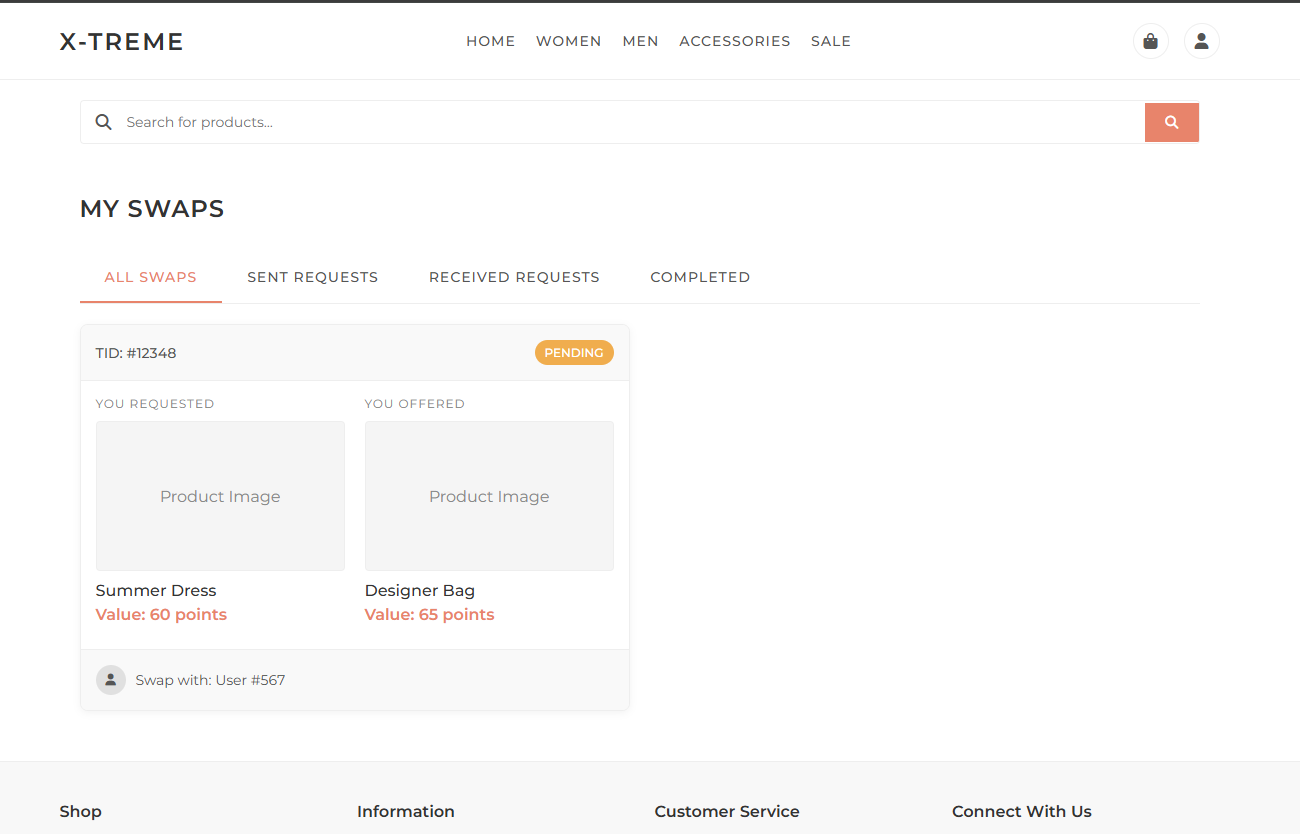 X-TREME
HOME WOMEN MEN ACCESSORIES SALE
Search for products...
MY SWAPS
ALL SWAPS SENT REQUESTS RECEIVED REQUESTS COMPLETED
TID: #12348 PENDING
YOU REQUESTED YOU OFFERED
Product Image Product Image
Summer Dress Designer Bag
Value: 60 points Value: 65 points
Swap with: User #567
Shop Information Customer Service Connect With Us